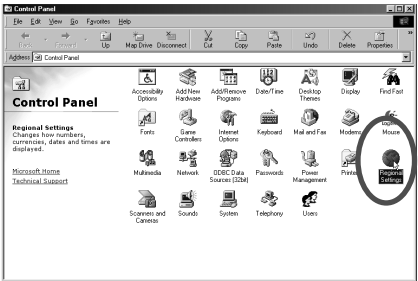 Control Panel
File Edit View Go Favorites Help
Back Forward Up Map Drive Disconnect Cut Copy Paste Undo Delete Properties »
Address Control Panel
Control Panel
Regional Settings
Changes how numbers,
currencies, dates and times are
displayed.
Microsoft Home
Technical Support
Accessibility Options
Add New Hardware
Add/Remove Programs
Date/Time
Desktop Themes
Display
Find Fast
Fonts
Game Controllers
Internet Options
Keyboard
Mail and Fax
Modems
Mouse
Multimedia
Network
ODBC Data Sources (32bit)
Passwords
Power Management
Printers
Regional Settings
Scanners and Cameras
Sounds
System
Telephony
Users